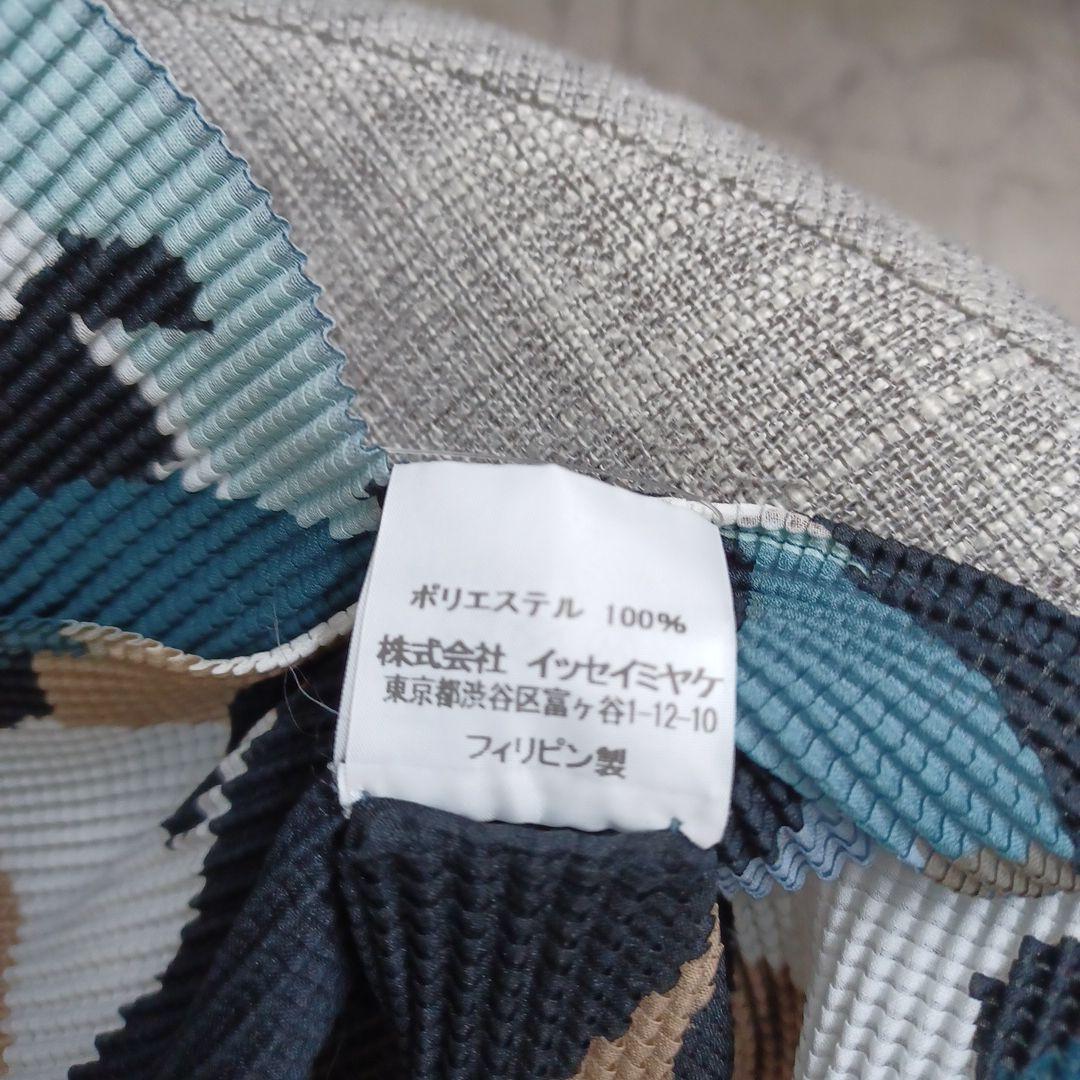 ポリエステル 100%
株式会社 イッセイミヤケ
東京都渋谷区富ヶ谷1-12-10
フィリピン製